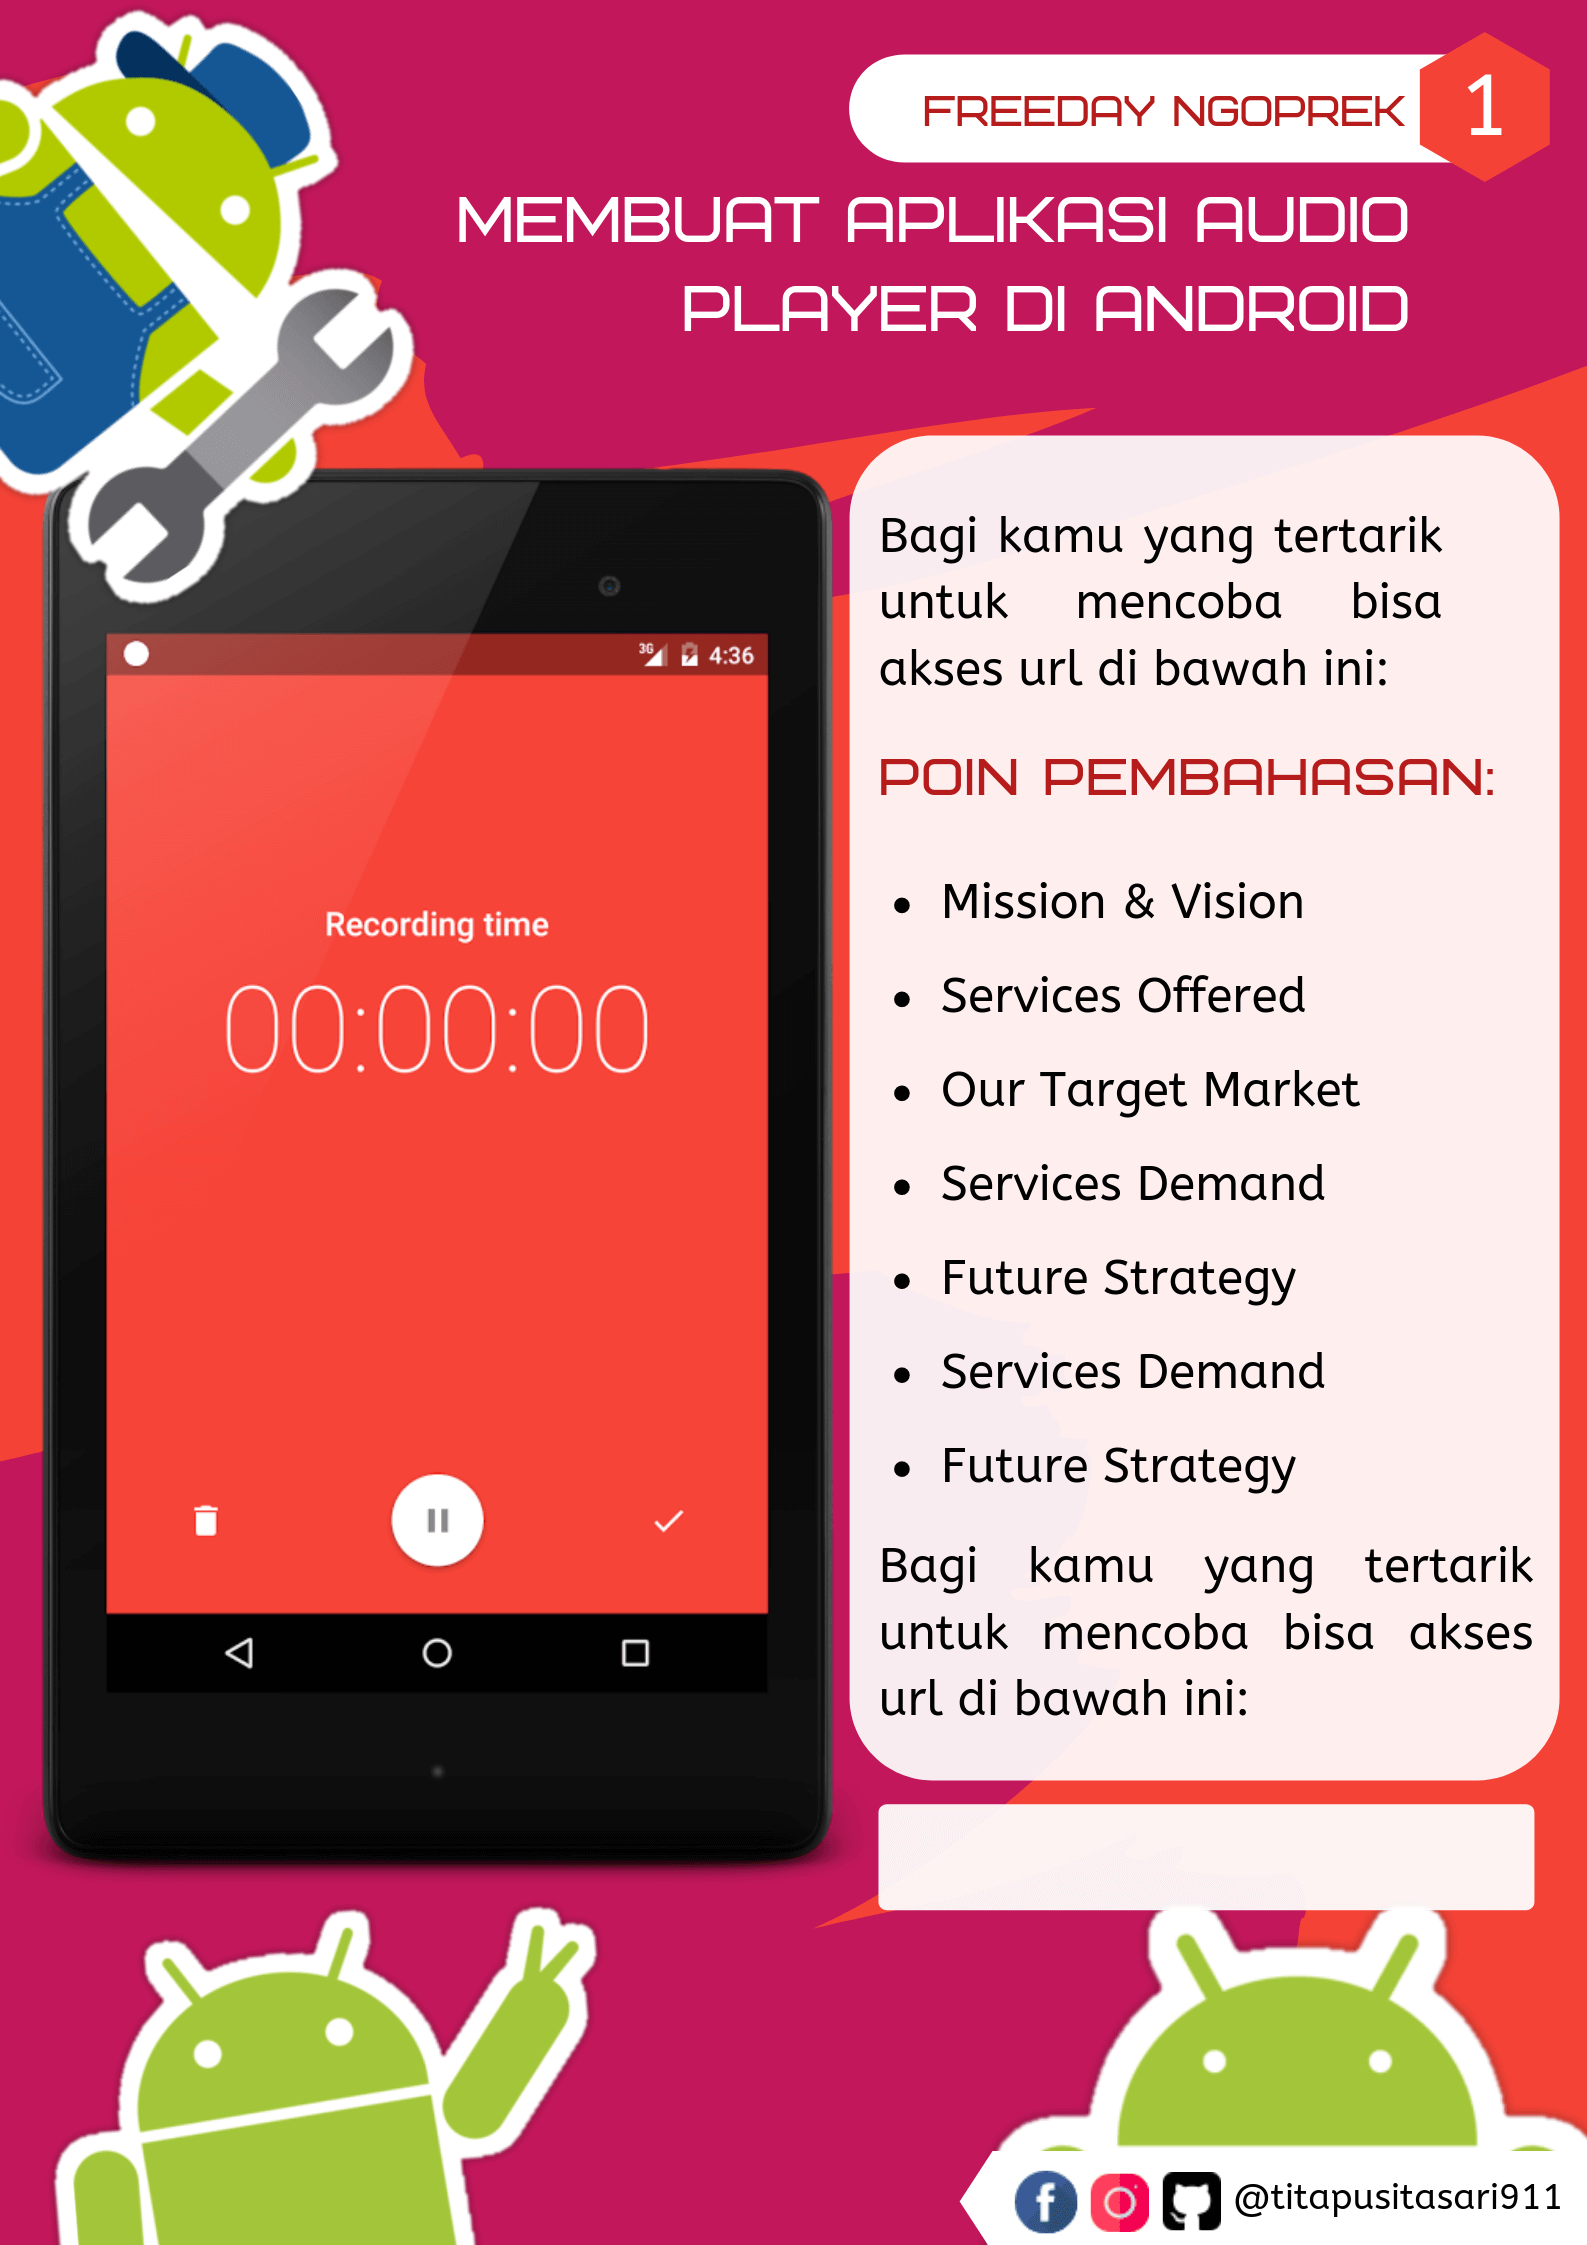 FREEDAY NGOPREK 1
MEMBUAT APLIKASI AUDIO
PLAYER DI ANDROID
Bagi kamu yang tertarik
untuk mencoba bisa
akses url di bawah ini:
POIN PEMBAHASAN:
• Mission & Vision
• Services Offered
• Our Target Market
• Services Demand
• Future Strategy
• Services Demand
• Future Strategy
Bagi kamu yang tertarik
untuk mencoba bisa akses
url di bawah ini:
3G 4:36
Recording time
00:00:00
@titapusitasari911